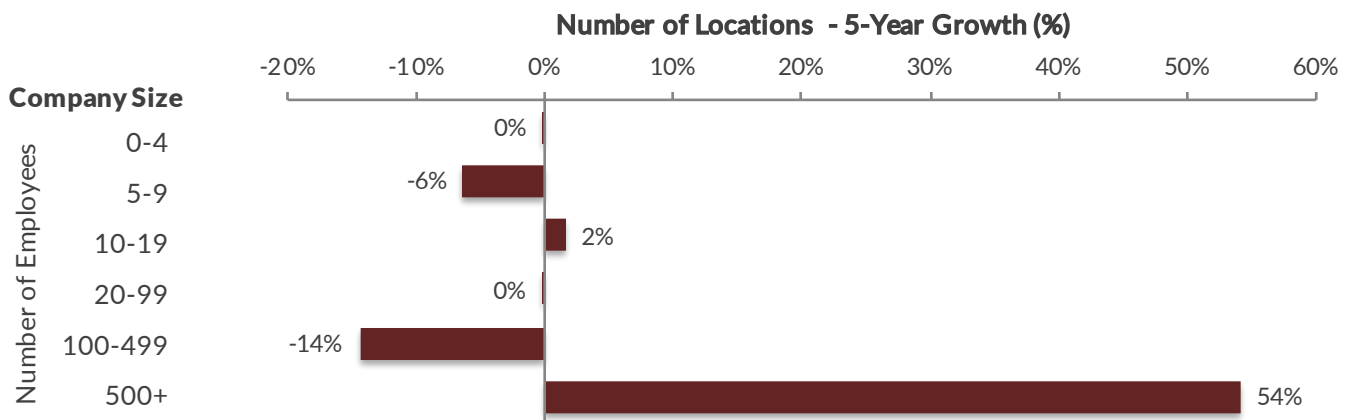 Number of Locations - 5-Year Growth (%)
-20% -10% 0% 10% 20% 30% 40% 50% 60%
Company Size
Number of Employees
0-4 0%
5-9 -6%
10-19 2%
20-99 0%
100-499 -14%
500+ 54%